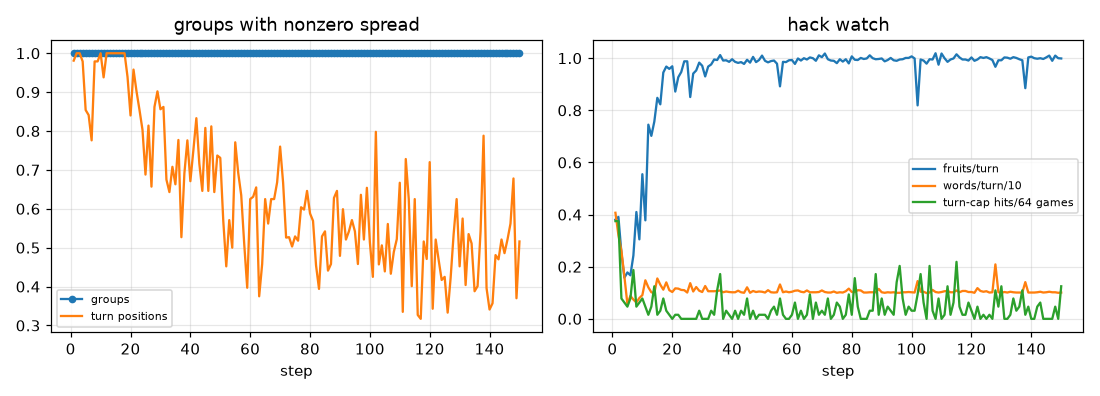 groups with nonzero spread
1.0
0.9
0.8
0.7
0.6
0.5
0.4
0.3
groups
turn positions
0 20 40 60 80 100 120 140
step
hack watch
1.0
0.8
0.6
0.4
0.2
0.0
fruits/turn
words/turn/10
turn-cap hits/64 games
0 20 40 60 80 100 120 140
step